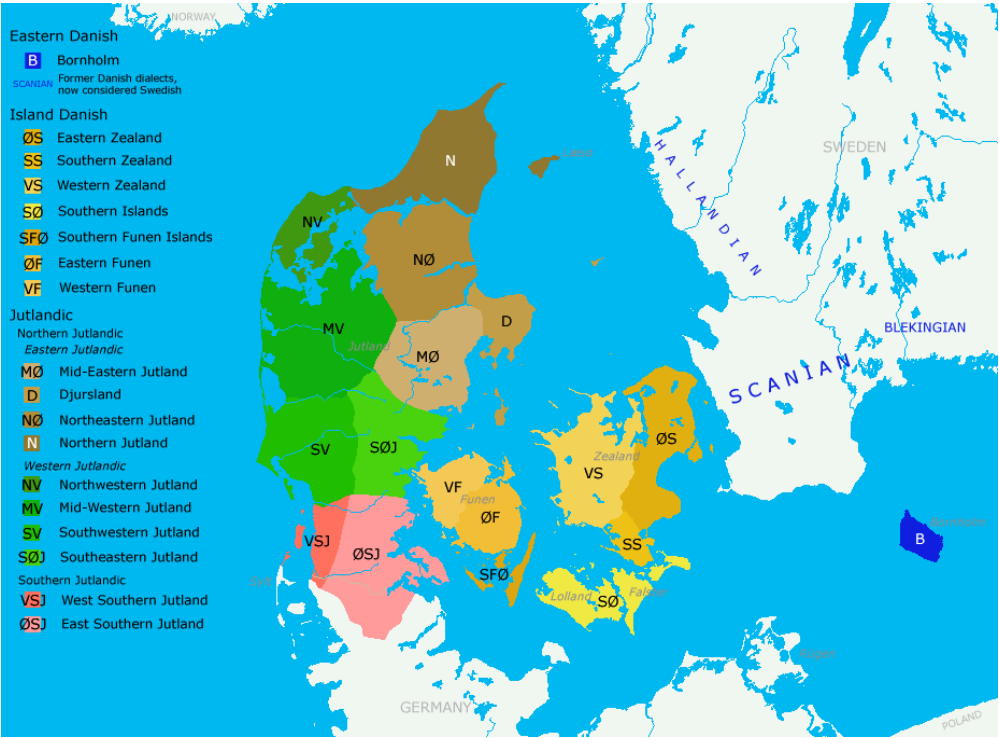 Eastern Danish
B Bornholm
SCANIAN Former Danish dialects,
now considered Swedish
Island Danish
ØS Eastern Zealand
SS Southern Zealand
VS Western Zealand
SØ Southern Islands
SFØ Southern Funen Islands
ØF Eastern Funen
VF Western Funen
Jutlandic
Northern Jutlandic
Eastern Jutlandic
MØ Mid-Eastern Jutland
D Djursland
NØ Northeastern Jutland
N Northern Jutland
Western Jutlandic
NV Northwestern Jutland
MV Mid-Western Jutland
SV Southwestern Jutland
SØJ Southeastern Jutland
Southern Jutlandic
VSJ West Southern Jutland
ØSJ East Southern Jutland
NORWAY
SWEDEN
HALLANDIAN
N
Læsø
NV
NØ
D
MV
Jutland
MØ
BLEKINGIAN
SCANIAN
SV
SØJ
ØS
Zealand
VS
VF
Funen
ØF
Bornholm
B
VSJ
ØSJ
SS
SFØ
Sylt
Lolland
SØ
Falster
Rügen
GERMANY
POLAND